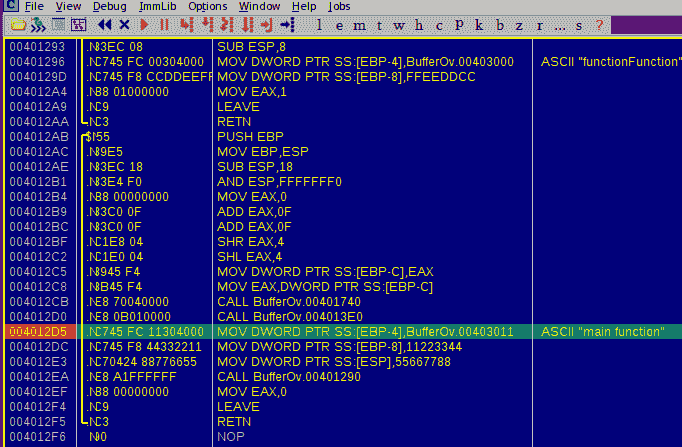 C File View Debug ImmLib Options Window Help Jobs
l e m t w h c p k b z r ... s ?
00401293 .83EC 08 SUB ESP,8
00401296 .C745 FC 00304000 MOV DWORD PTR SS:[EBP-4],BufferOv.00403000 ASCII "functionFunction"
0040129D .C745 F8 CCDDEEFF MOV DWORD PTR SS:[EBP-8],FFEEDDCC
004012A4 .B8 01000000 MOV EAX,1
004012A9 .C9 LEAVE
004012AA .C3 RETN
004012AB $55 PUSH EBP
004012AC .89E5 MOV EBP,ESP
004012AE .83EC 18 SUB ESP,18
004012B1 .83E4 F0 AND ESP,FFFFFFF0
004012B4 .B8 00000000 MOV EAX,0
004012B9 .83C0 0F ADD EAX,0F
004012BC .83C0 0F ADD EAX,0F
004012BF .C1E8 04 SHR EAX,4
004012C2 .C1E0 04 SHL EAX,4
004012C5 .8945 F4 MOV DWORD PTR SS:[EBP-C],EAX
004012C8 .8B45 F4 MOV EAX,DWORD PTR SS:[EBP-C]
004012CB .E8 70040000 CALL BufferOv.00401740
004012D0 .E8 0B010000 CALL BufferOv.004013E0
004012D5 .C745 FC 11304000 MOV DWORD PTR SS:[EBP-4],BufferOv.00403011 ASCII "main function"
004012DC .C745 F8 44332211 MOV DWORD PTR SS:[EBP-8],11223344
004012E3 .C70424 88776655 MOV DWORD PTR SS:[ESP],55667788
004012EA .E8 A1FFFFFF CALL BufferOv.00401290
004012EF .B8 00000000 MOV EAX,0
004012F4 .C9 LEAVE
004012F5 .C3 RETN
004012F6 90 NOP